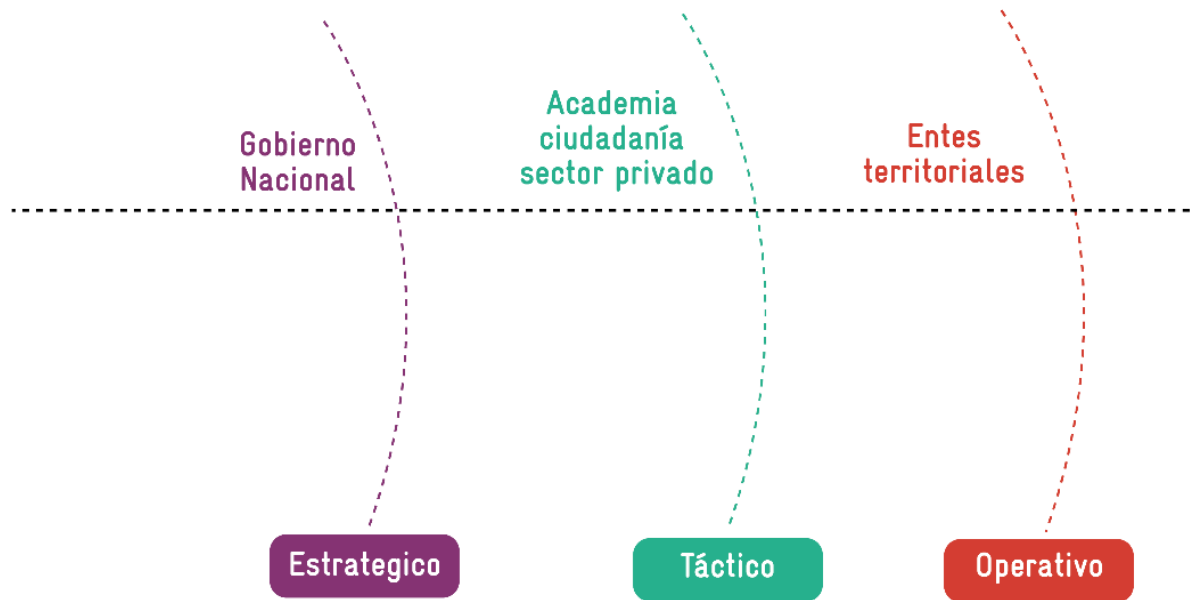 Gobierno
Nacional
Academia
ciudadanía
sector privado
Entes
territoriales
Estrategico
Táctico
Operativo